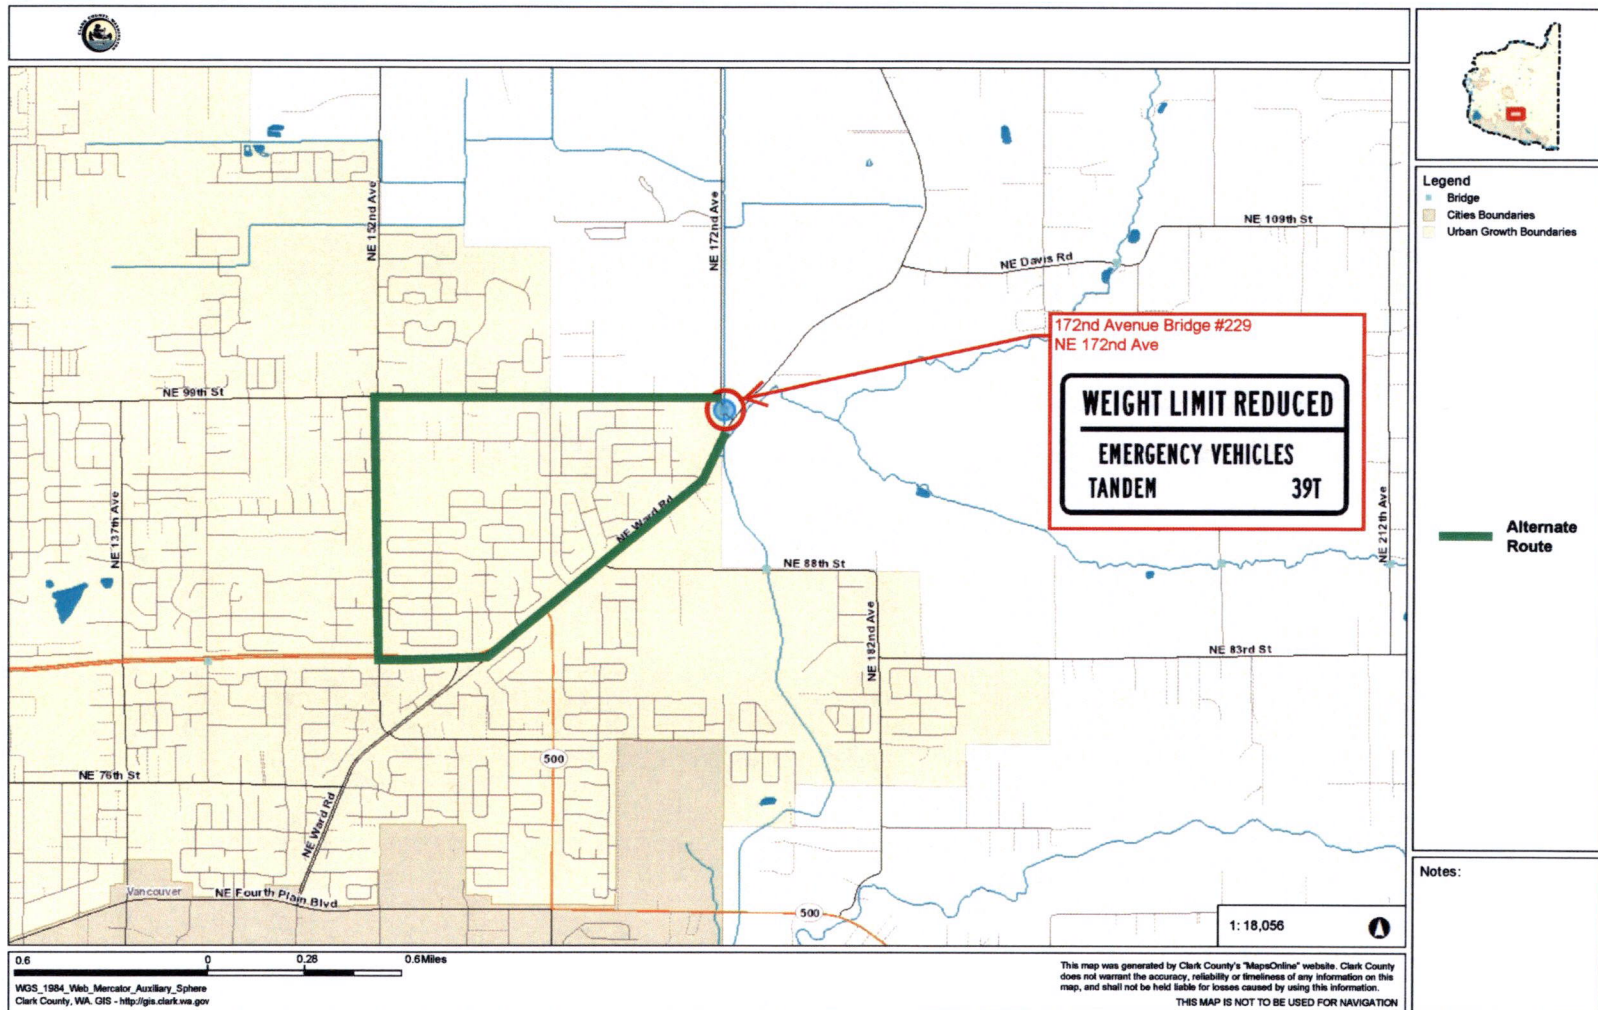 CLARK COUNTY, WASHINGTON
NE 152nd Ave
NE 172nd Ave
NE 109th St
NE Davis Rd
172nd Avenue Bridge #229
NE 172nd Ave
WEIGHT LIMIT REDUCED
EMERGENCY VEHICLES
TANDEM 39T
NE 99th St
NE 137th Ave
NE Ward Rd
NE 212th Ave
NE 88th St
NE 182nd Ave
NE 83rd St
500
NE 76th St
NE Ward Rd
Vancouver
NE Fourth Plain Blvd
500
1: 18,056
Legend
Bridge
Cities Boundaries
Urban Growth Boundaries
Alternate
Route
Notes:
0.6 0 0.28 0.6Miles
WGS_1984_Web_Mercator_Auxiliary_Sphere
Clark County, WA. GIS - http://gis.clark.wa.gov
This map was generated by Clark County's "MapsOnline" website. Clark County
does not warrant the accuracy, reliability or timeliness of any information on this
map, and shall not be held liable for losses caused by using this information.
THIS MAP IS NOT TO BE USED FOR NAVIGATION